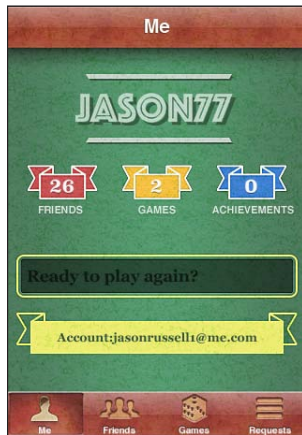 Me
JASON77
26 2 0
FRIENDS GAMES ACHIEVEMENTS
Ready to play again?
Account:jasonrussell1@me.com
Me Friends Games Requests